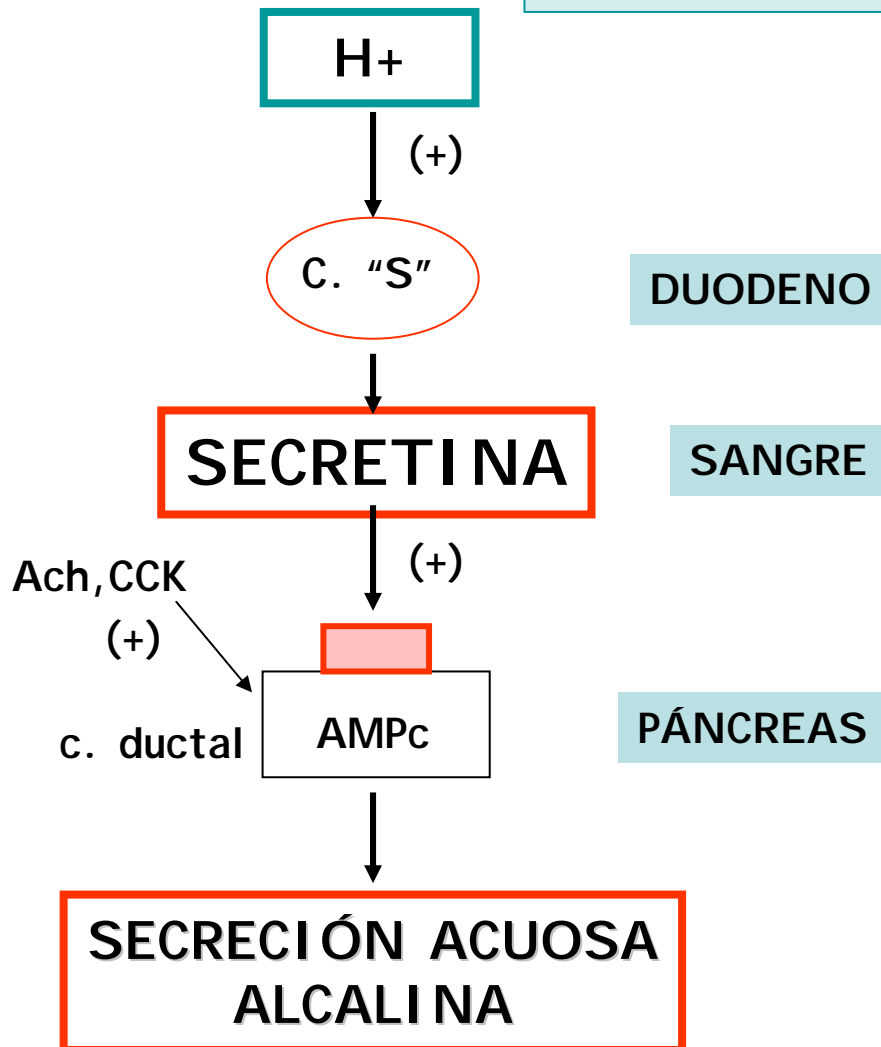 H+
(+)
C. “S”
DUODENO
SECRETINA
SANGRE
(+)
Ach,CCK
(+)
c. ductal
AMPc
PÁNCREAS
SECRECIÓN ACUOSA
ALCALINA